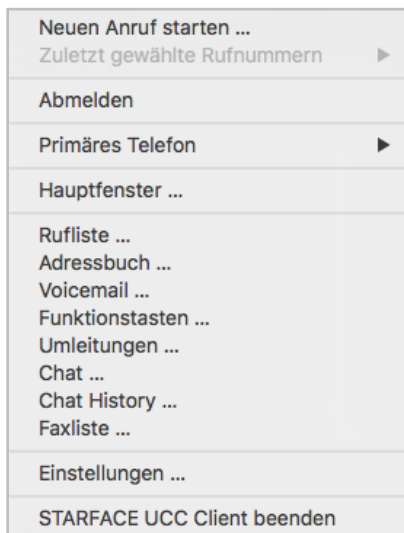 Neuen Anruf starten ...
Zuletzt gewählte Rufnummern
Abmelden
Primäres Telefon
Hauptfenster ...
Rufliste ...
Adressbuch ...
Voicemail ...
Funktionstasten ...
Umleitungen ...
Chat ...
Chat History ...
Faxliste ...
Einstellungen ...
STARFACE UCC Client beenden